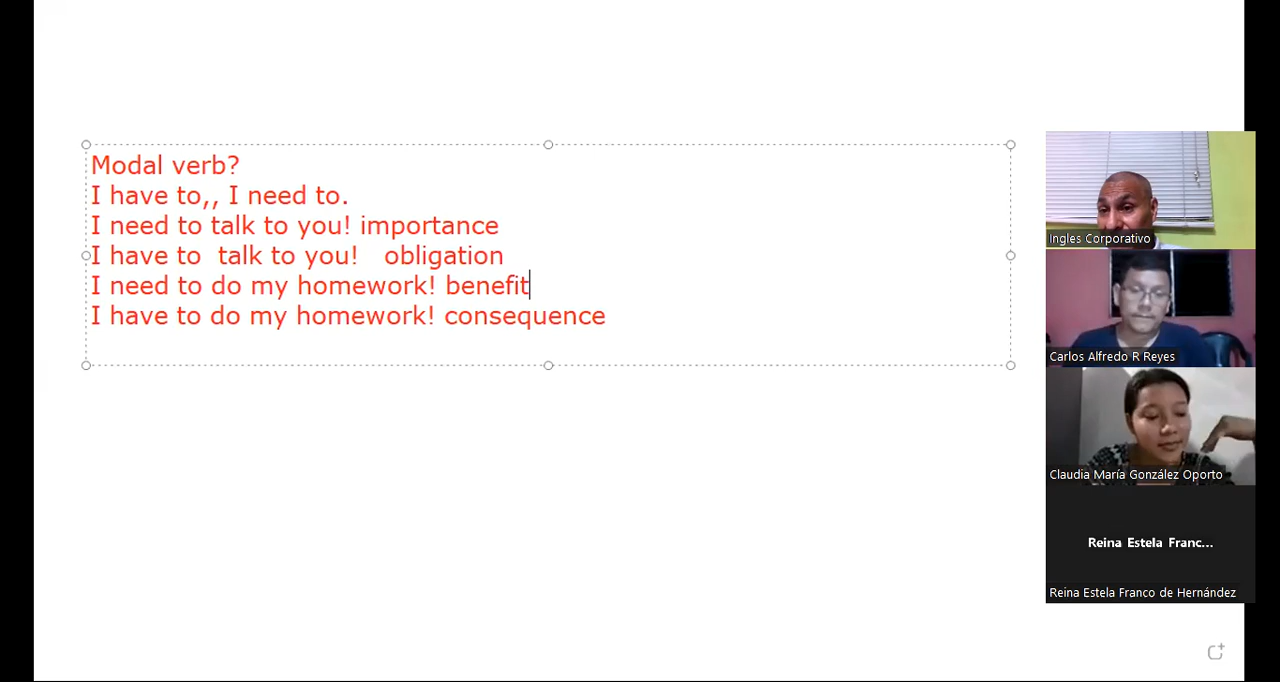 Modal verb?
I have to,, I need to.
I need to talk to you! importance
I have to  talk to you!   obligation
I need to do my homework! benefit
I have to do my homework! consequence
Ingles Corporativo
Carlos Alfredo R Reyes
Claudia María González Oporto
Reina Estela Franc...
Reina Estela Franco de Hernández